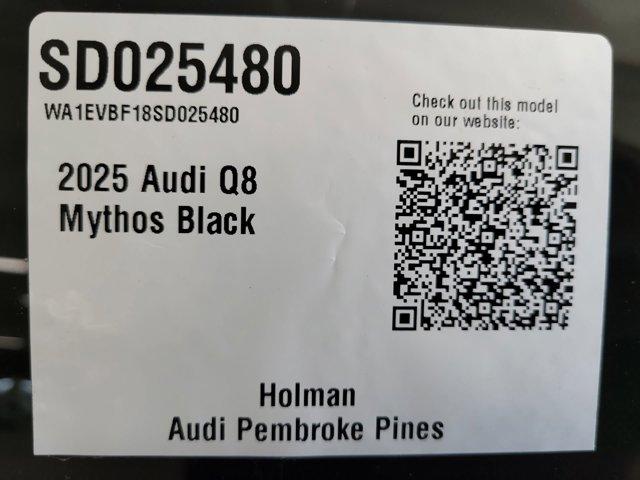 SD025480
WA1EVBF18SD025480
Check out this model
on our website:
2025 Audi Q8
Mythos Black
Holman
Audi Pembroke Pines